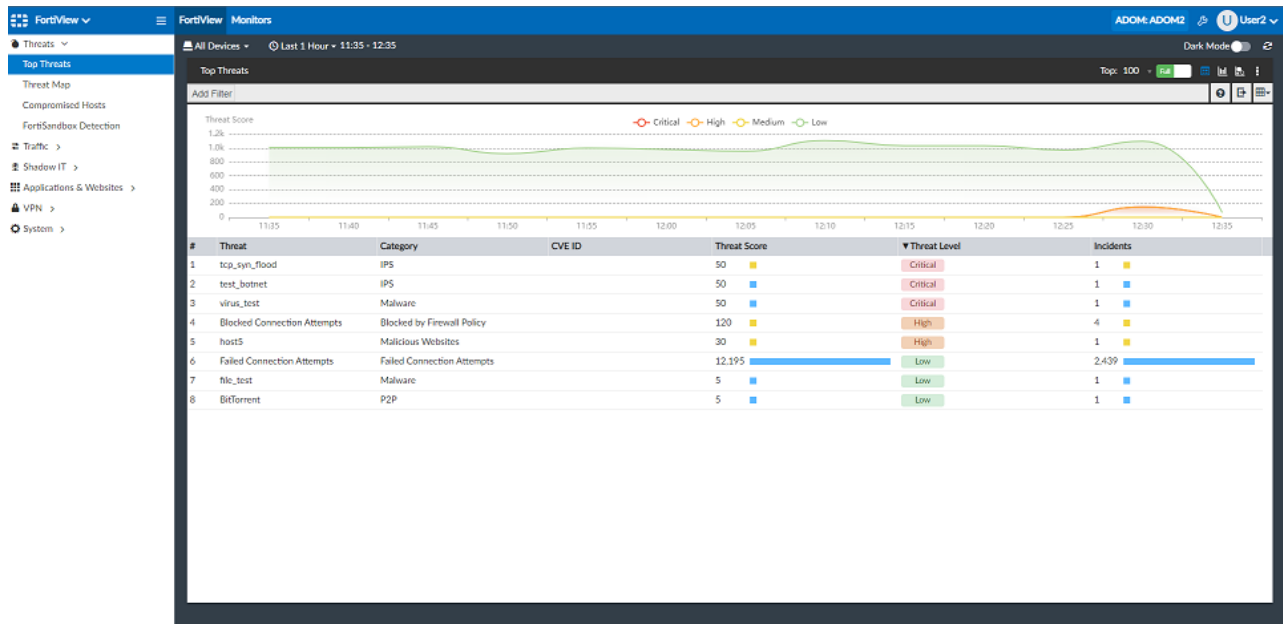 FortiView FortiView Monitors ADOM: ADOM2 U User2
Threats All Devices Last 1 Hour 11:35 - 12:35 Dark Mode
Top Threats Top Threats Top: 100 Full
Threat Map Add Filter
Compromised Hosts
FortiSandbox Detection
Traffic
Shadow IT
Applications & Websites
VPN
System
Threat Score Critical High Medium Low
1.2k
1.0k
800
600
400
200
0
11:35 11:40 11:45 11:50 11:55 12:00 12:05 12:10 12:15 12:20 12:25 12:30 12:35
# Threat Category CVE ID Threat Score ▼Threat Level Incidents
1 tcp_syn_flood IPS 50 Critical 1
2 test_botnet IPS 50 Critical 1
3 virus_test Malware 50 Critical 1
4 Blocked Connection Attempts Blocked by Firewall Policy 120 High 4
5 host5 Malicious Websites 30 High 1
6 Failed Connection Attempts Failed Connection Attempts 12,195 Low 2,439
7 file_test Malware 5 Low 1
8 BitTorrent P2P 5 Low 1